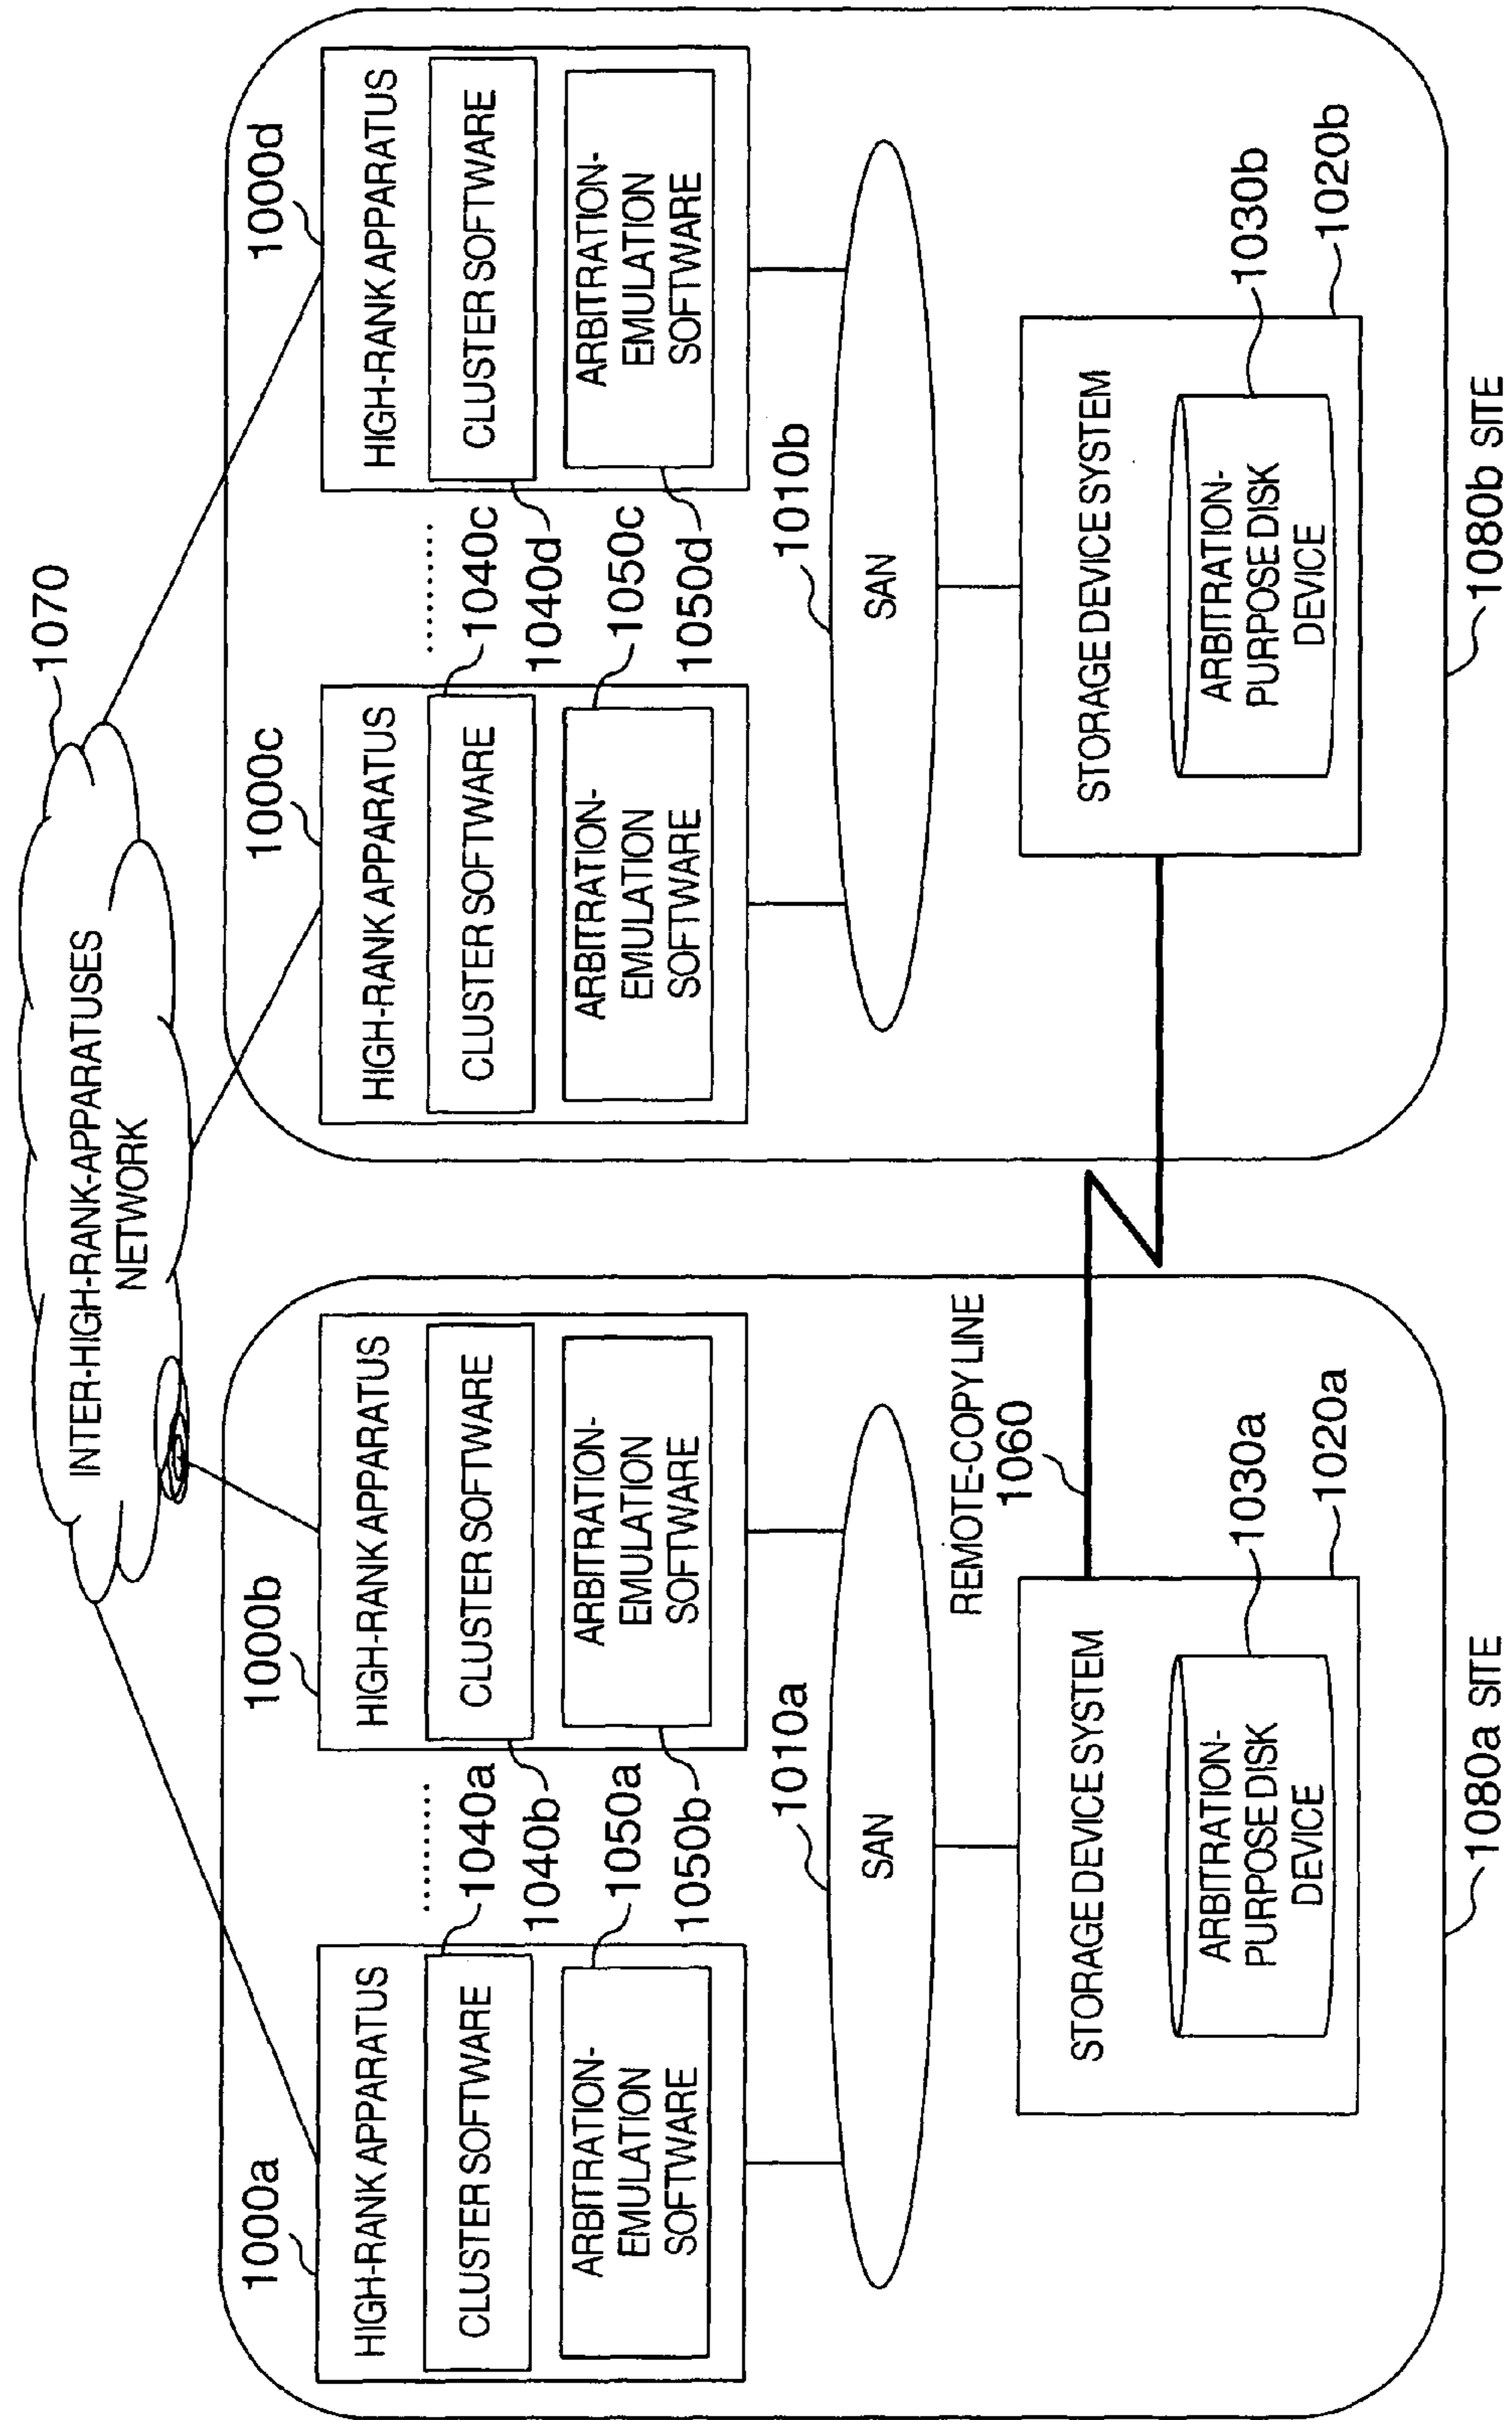 1070
INTER-HIGH-RANK-APPARATUSES
NETWORK
1000a
HIGH-RANK APPARATUS
CLUSTER SOFTWARE
ARBITRATION-
EMULATION
SOFTWARE
.........
1040a
1040b
1050a
1050b
1000b
HIGH-RANK APPARATUS
CLUSTER SOFTWARE
ARBITRATION-
EMULATION
SOFTWARE
1010a
SAN
REMOTE-COPY LINE
1060
STORAGE DEVICE SYSTEM
ARBITRATION-
PURPOSE DISK
DEVICE
1030a
1020a
1080a SITE
1000c
HIGH-RANK APPARATUS
CLUSTER SOFTWARE
ARBITRATION-
EMULATION
SOFTWARE
.........
1040c
1040d
1050c
1050d
1000d
HIGH-RANK APPARATUS
CLUSTER SOFTWARE
ARBITRATION-
EMULATION
SOFTWARE
1010b
SAN
STORAGE DEVICE SYSTEM
ARBITRATION-
PURPOSE DISK
DEVICE
1030b
1020b
1080b SITE